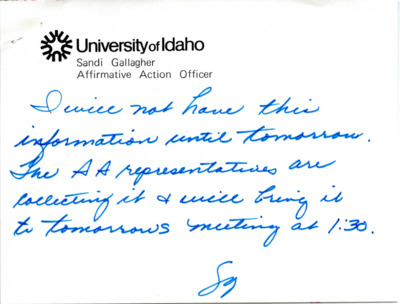 University of Idaho
Sandi Gallagher
Affirmative Action Officer
I will not have this
information until tomorrow.
The AA representatives are
collecting it & will bring it
to tomorrows meeting at 1:30.
Sg